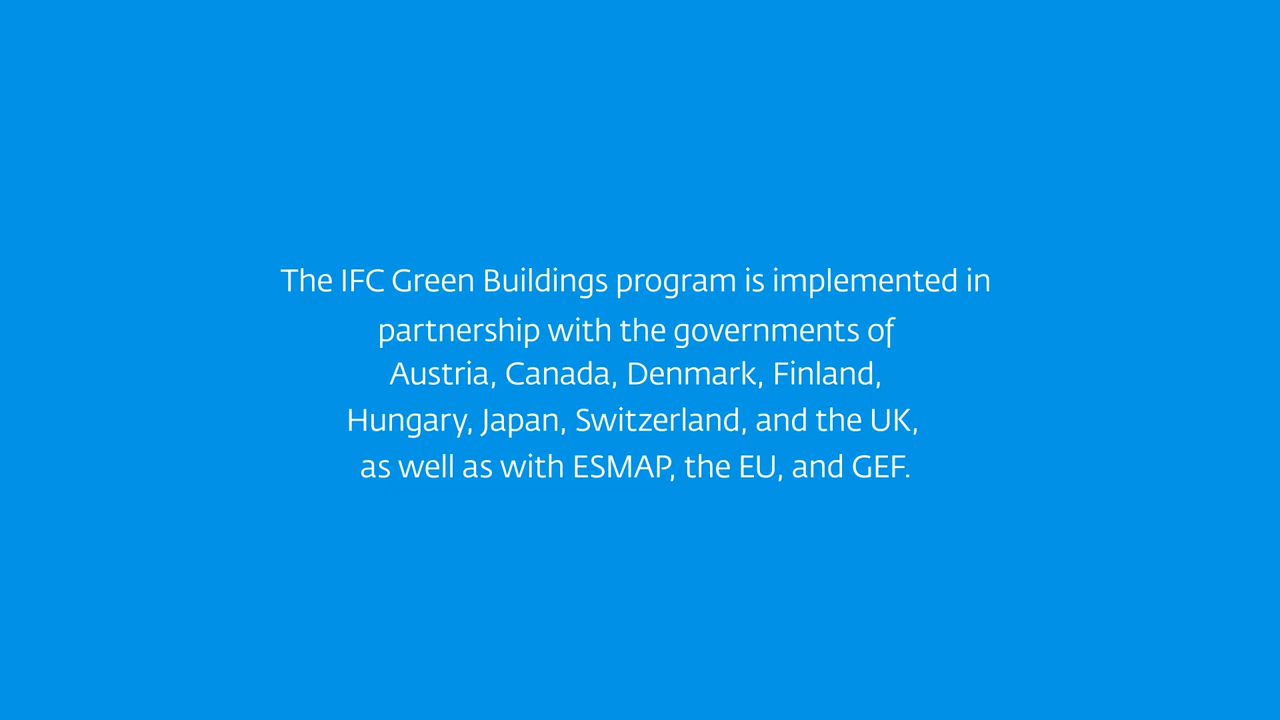 The IFC Green Buildings program is implemented in
partnership with the governments of
Austria, Canada, Denmark, Finland,
Hungary, Japan, Switzerland, and the UK,
as well as with ESMAP, the EU, and GEF.